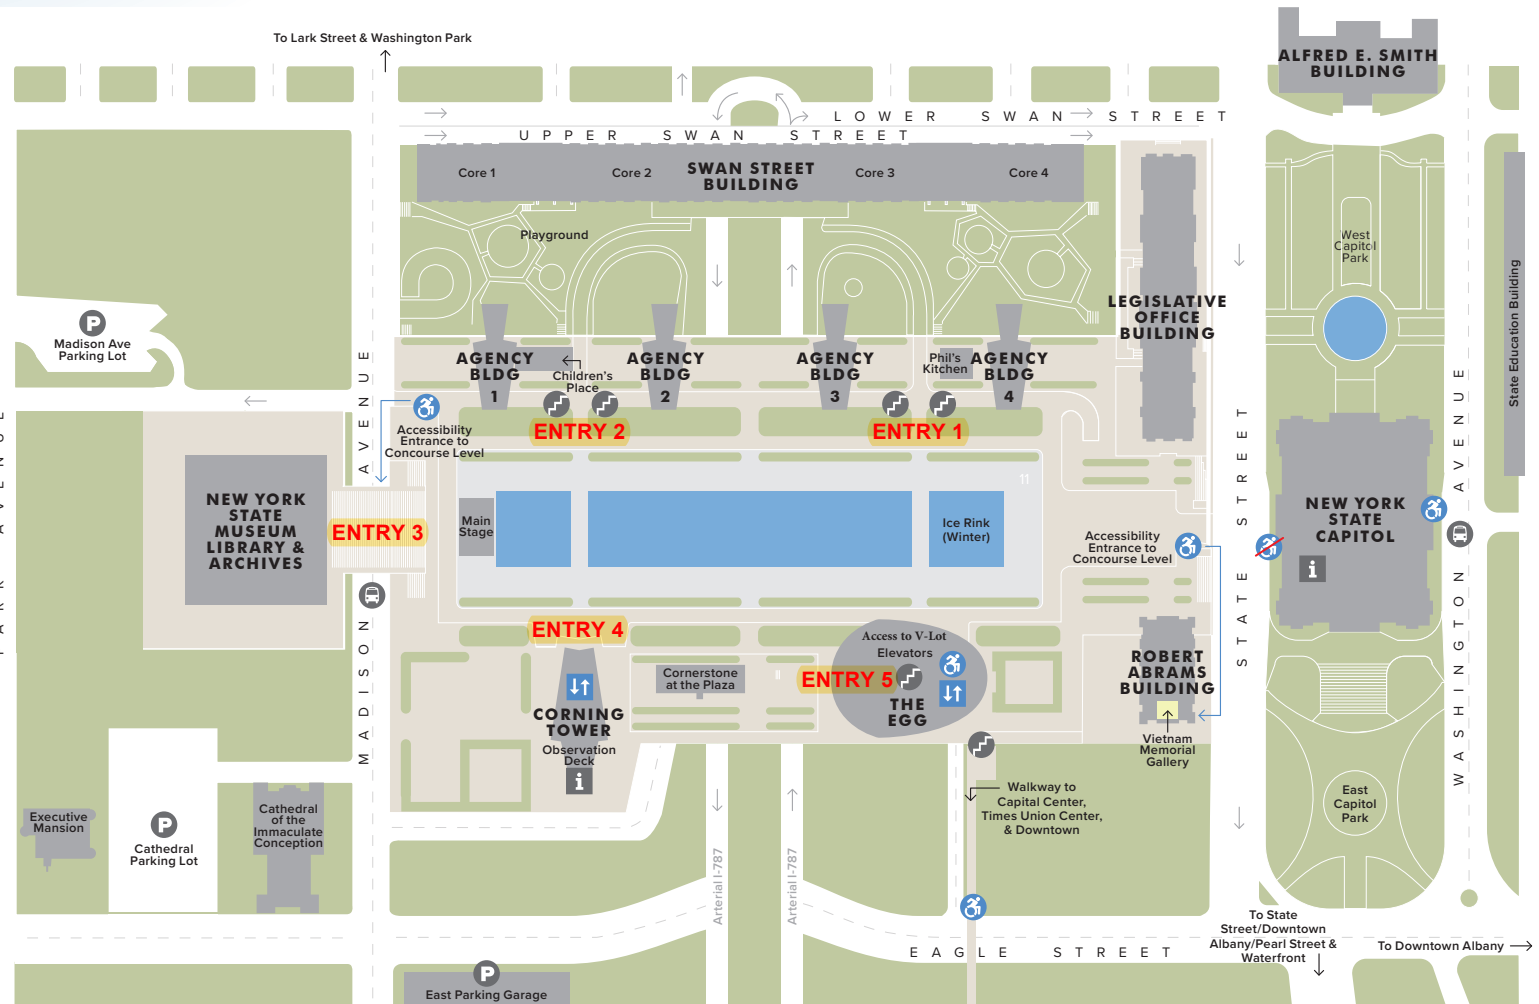 To Lark Street & Washington Park
ALFRED E. SMITH
BUILDING
LOWER SWAN STREET
UPPER SWAN STREET
Core 1
Core 2
SWAN STREET
BUILDING
Core 3
Core 4
Playground
West
Capitol
Park
State Education Building
LEGISLATIVE
OFFICE
BUILDING
P
Madison Ave
Parking Lot
AGENCY
BLDG
1
Children's
Place
AGENCY
BLDG
2
AGENCY
BLDG
3
Phil's
Kitchen
AGENCY
BLDG
4
ENTRY 2
ENTRY 1
Accessibility
Entrance to
Concourse Level
MADISON AVENUE
PARK AVENUE
NEW YORK
STATE
MUSEUM
LIBRARY &
ARCHIVES
ENTRY 3
Main
Stage
11
Ice Rink
(Winter)
Accessibility
Entrance to
Concourse Level
STATE STREET
NEW YORK
STATE
CAPITOL
i
WASHINGTON AVENUE
ENTRY 4
CORNING
TOWER
Observation
Deck
i
Cornerstone
at the Plaza
Access to V-Lot
Elevators
ENTRY 5
THE
EGG
ROBERT
ABRAMS
BUILDING
Vietnam
Memorial
Gallery
Walkway to
Capital Center,
Times Union Center,
& Downtown
East
Capitol
Park
Executive
Mansion
P
Cathedral
Parking Lot
Cathedral
of the
Immaculate
Conception
Arterial I-787
Arterial I-787
EAGLE STREET
To State
Street/Downtown
Albany/Pearl Street &
Waterfront
To Downtown Albany
P
East Parking Garage